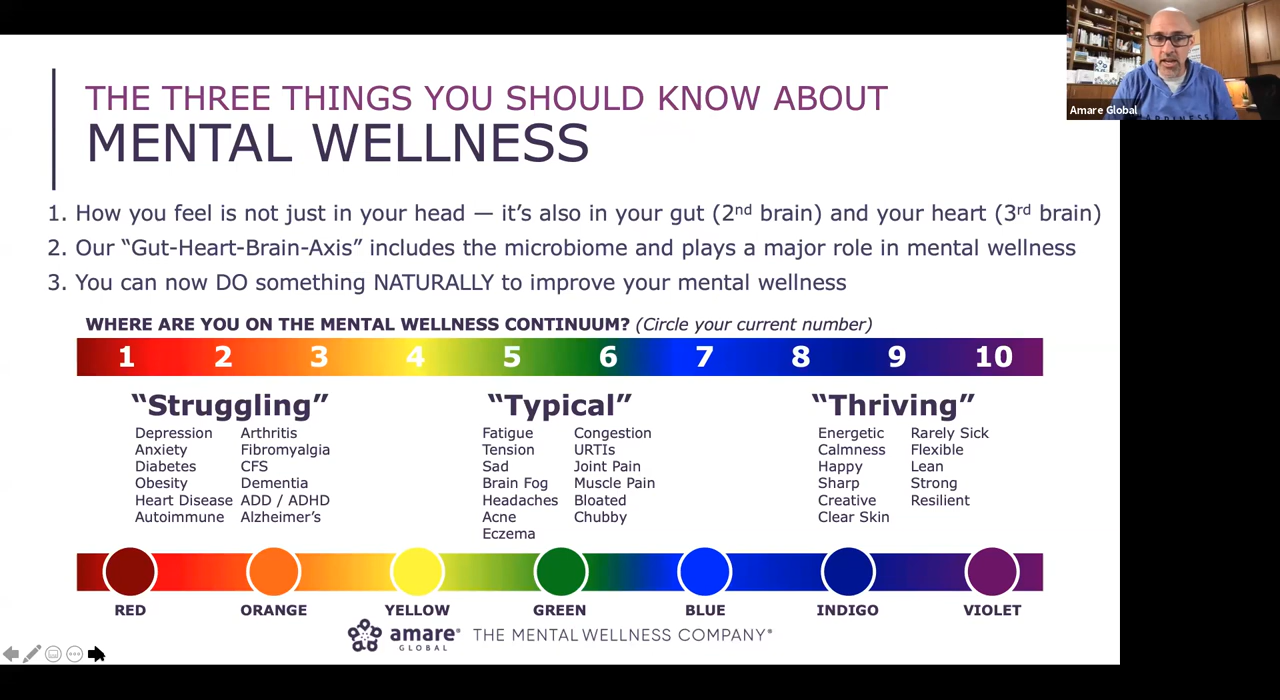 THE THREE THINGS YOU SHOULD KNOW ABOUT
MENTAL WELLNESS
1. How you feel is not just in your head — it’s also in your gut (2nd brain) and your heart (3rd brain)
2. Our “Gut-Heart-Brain-Axis” includes the microbiome and plays a major role in mental wellness
3. You can now DO something NATURALLY to improve your mental wellness
WHERE ARE YOU ON THE MENTAL WELLNESS CONTINUUM? (Circle your current number)
1 2 3 4 5 6 7 8 9 10
“Struggling”
Depression Arthritis
Anxiety Fibromyalgia
Diabetes CFS
Obesity Dementia
Heart Disease ADD / ADHD
Autoimmune Alzheimer’s
“Typical”
Fatigue Congestion
Tension URTIs
Sad Joint Pain
Brain Fog Muscle Pain
Headaches Bloated
Acne Chubby
Eczema
“Thriving”
Energetic Rarely Sick
Calmness Flexible
Happy Lean
Sharp Strong
Creative Resilient
Clear Skin
RED ORANGE YELLOW GREEN BLUE INDIGO VIOLET
amare® THE MENTAL WELLNESS COMPANY®
GLOBAL
Amare Global
HAPPINESS